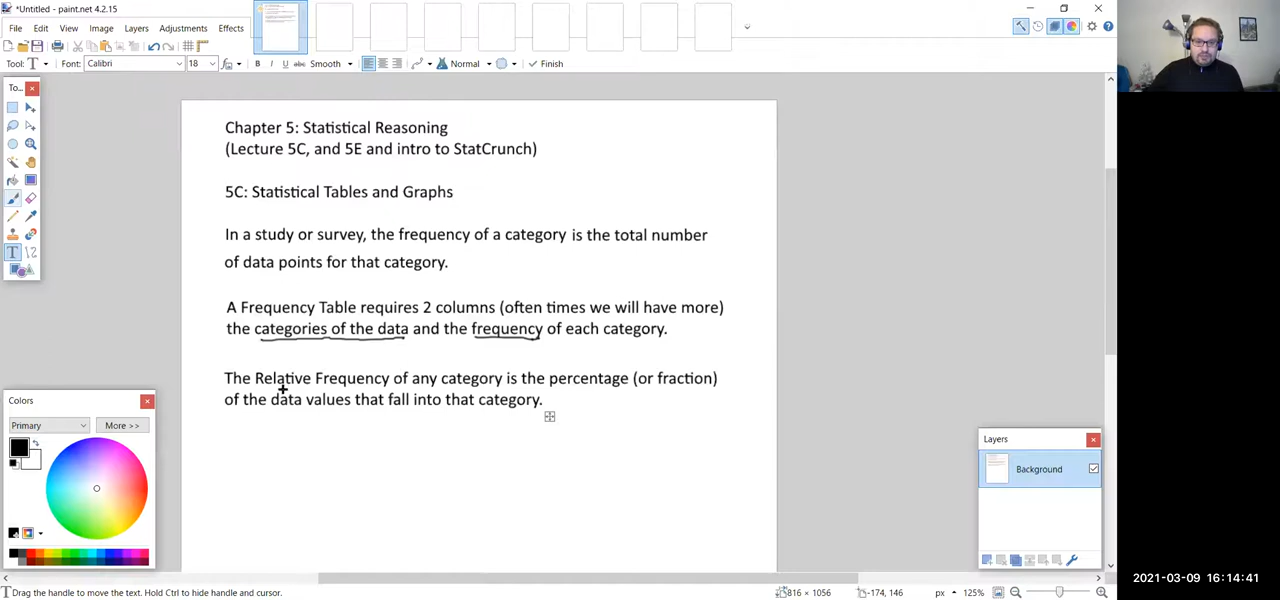 *Untitled - paint.net 4.2.15
File Edit View Image Layers Adjustments Effects
Tool: T Font: Calibri 18 B I U abc Smooth Normal Finish
To...
Chapter 5: Statistical Reasoning
(Lecture 5C, and 5E and intro to StatCrunch)
5C: Statistical Tables and Graphs
In a study or survey, the frequency of a category is the total number
of data points for that category.
A Frequency Table requires 2 columns (often times we will have more)
the categories of the data and the frequency of each category.
The Relative Frequency of any category is the percentage (or fraction)
of the data values that fall into that category.
Colors
Primary More >>
Layers
Background
2021-03-09 16:14:41
Drag the handle to move the text. Hold Ctrl to hide handle and cursor.
816 × 1056 -174, 146 px 125%